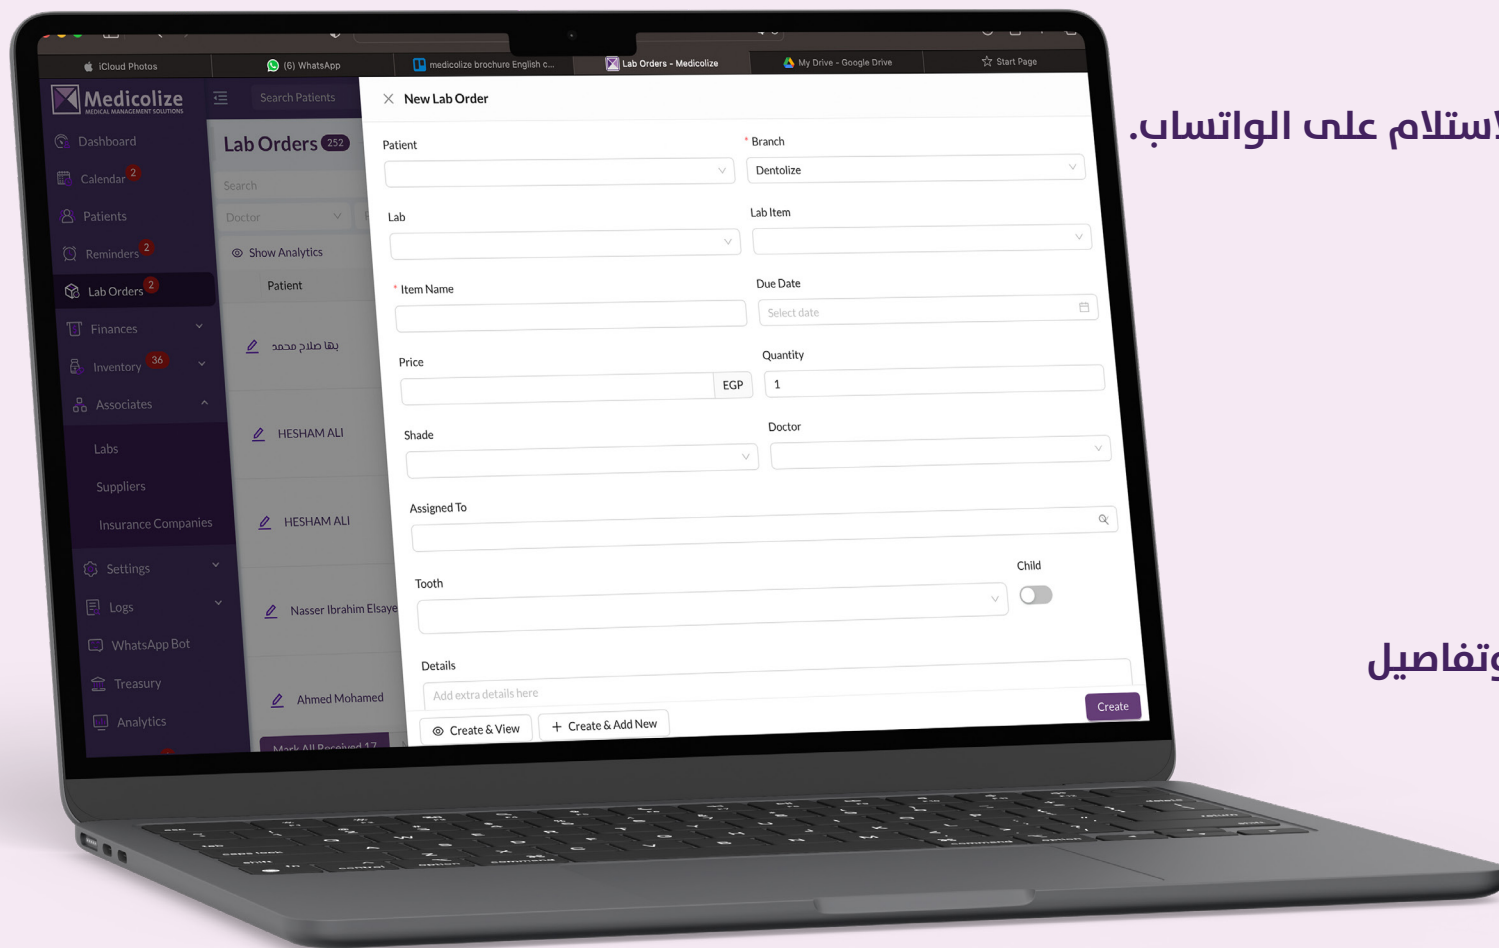 iCloud Photos
(6) WhatsApp
medicolize brochure English c...
Lab Orders - Medicolize
My Drive - Google Drive
Start Page
Medicolize
MEDICAL MANAGEMENT SOLUTIONS
Search Patients
Dashboard
Calendar 2
Patients
Reminders 2
Lab Orders 2
Finances
Inventory 36
Associates
Labs
Suppliers
Insurance Companies
Settings
Logs
WhatsApp Bot
Treasury
Analytics
Lab Orders 252
Search
Doctor
Show Analytics
Patient
بها صلاح محمد
HESHAM ALI
HESHAM ALI
Nasser Ibrahim Elsaye
Ahmed Mohamed
Mark All Received 17
New Lab Order
Patient
* Branch
Dentolize
Lab
Lab Item
* Item Name
Due Date
Select date
Price
Quantity
EGP
1
Shade
Doctor
Assigned To
Tooth
Child
Details
Add extra details here
Create & View
+ Create & Add New
Create
لاستلام على الواتساب.
وتفاصيل